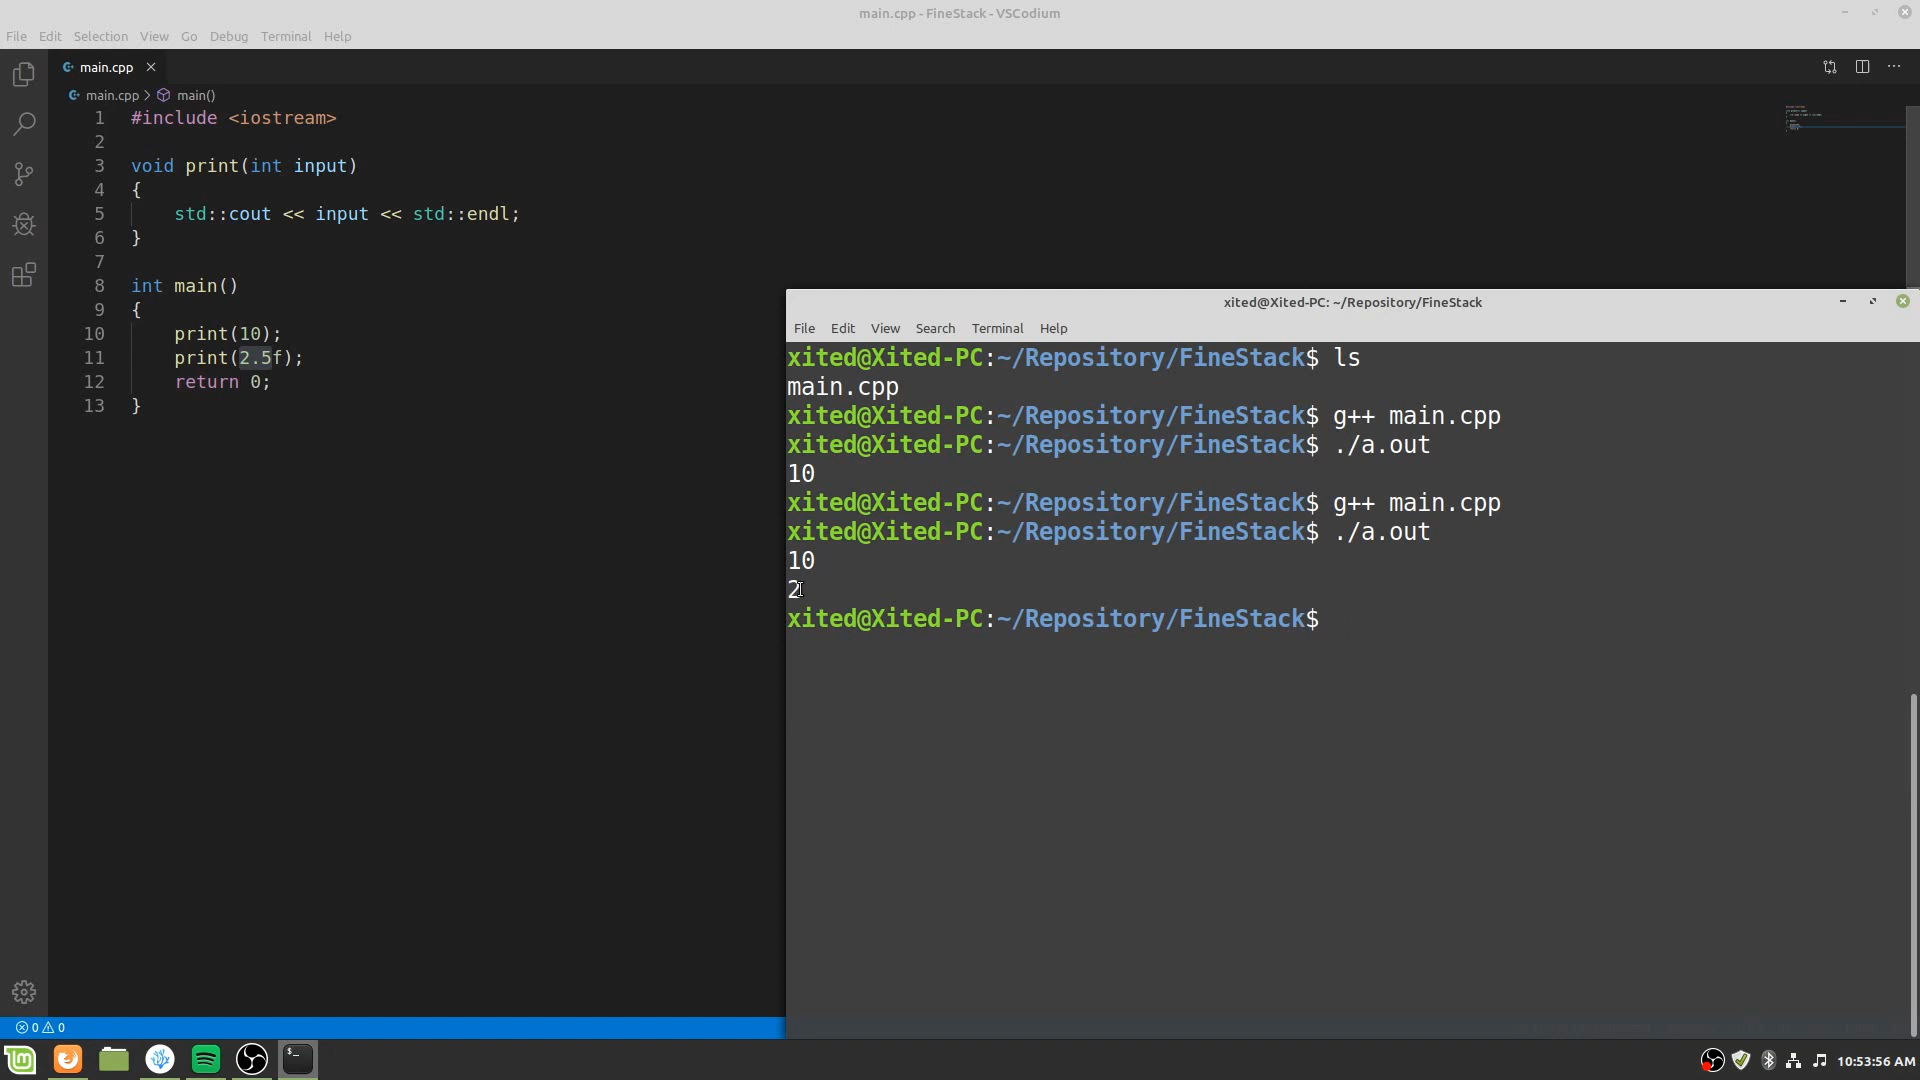 main.cpp - FineStack - VSCodium
File Edit Selection View Go Debug Terminal Help
main.cpp
main.cpp > main()
1 #include <iostream>
2
3 void print(int input)
4 {
5 std::cout << input << std::endl;
6 }
7
8 int main()
9 {
10 print(10);
11 print(2.5f);
12 return 0;
13 }
xited@Xited-PC: ~/Repository/FineStack
File Edit View Search Terminal Help
xited@Xited-PC:~/Repository/FineStack$ ls
main.cpp
xited@Xited-PC:~/Repository/FineStack$ g++ main.cpp
xited@Xited-PC:~/Repository/FineStack$ ./a.out
10
xited@Xited-PC:~/Repository/FineStack$ g++ main.cpp
xited@Xited-PC:~/Repository/FineStack$ ./a.out
10
2
xited@Xited-PC:~/Repository/FineStack$
0 0
10:53:56 AM